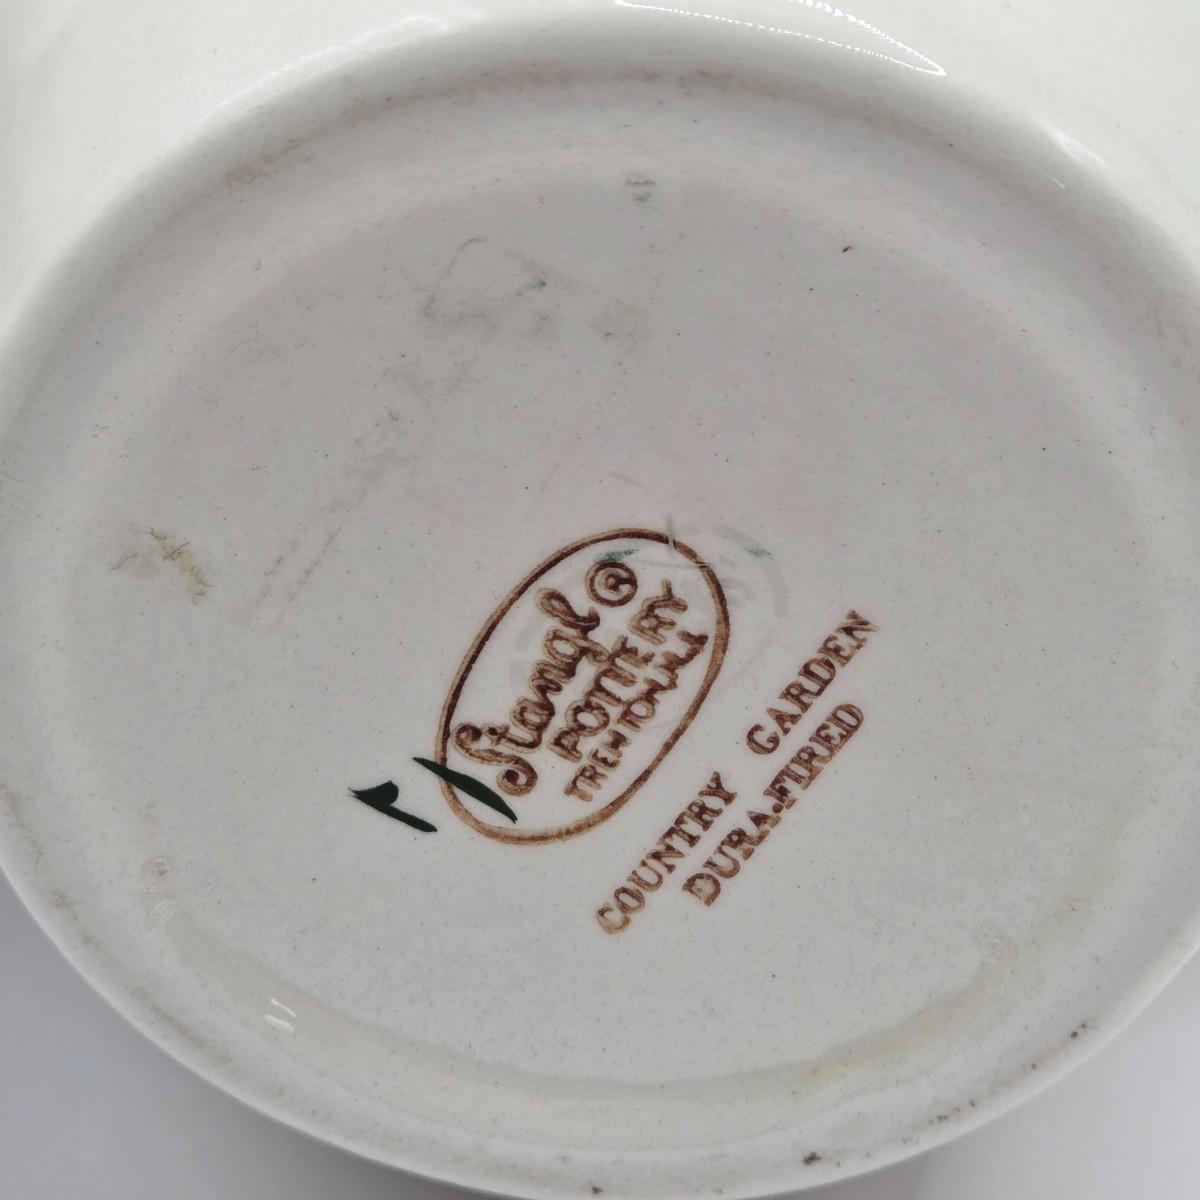 Stangl ®
POTTERY
TRENTON, N.J.
COUNTRY GARDEN
DURA-FIRED